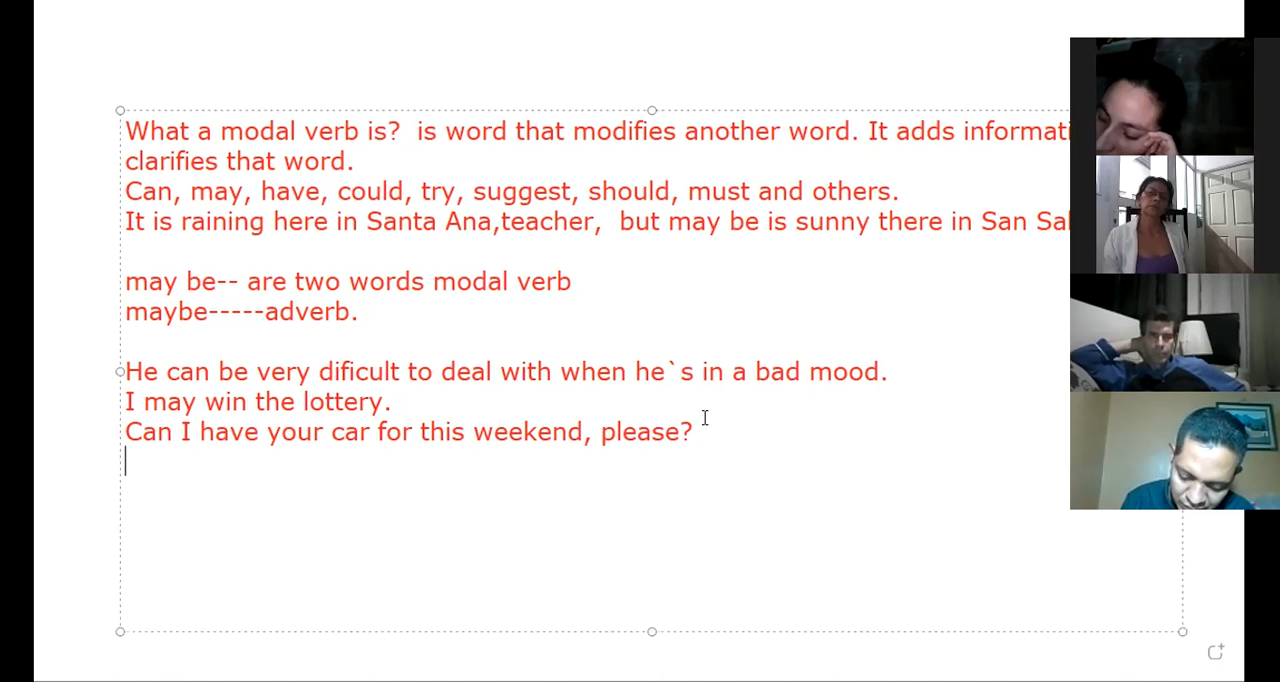 What a modal verb is?  is word that modifies another word. It adds
clarifies that word.
Can, may, have, could, try, suggest, should, must and others.
It is raining here in Santa Ana,teacher,  but may be is sunny there in San
may be-- are two words modal verb
maybe-----adverb.
He can be very dificult to deal with when he`s in a bad mood.
I may win the lottery.
Can I have your car for this weekend, please?